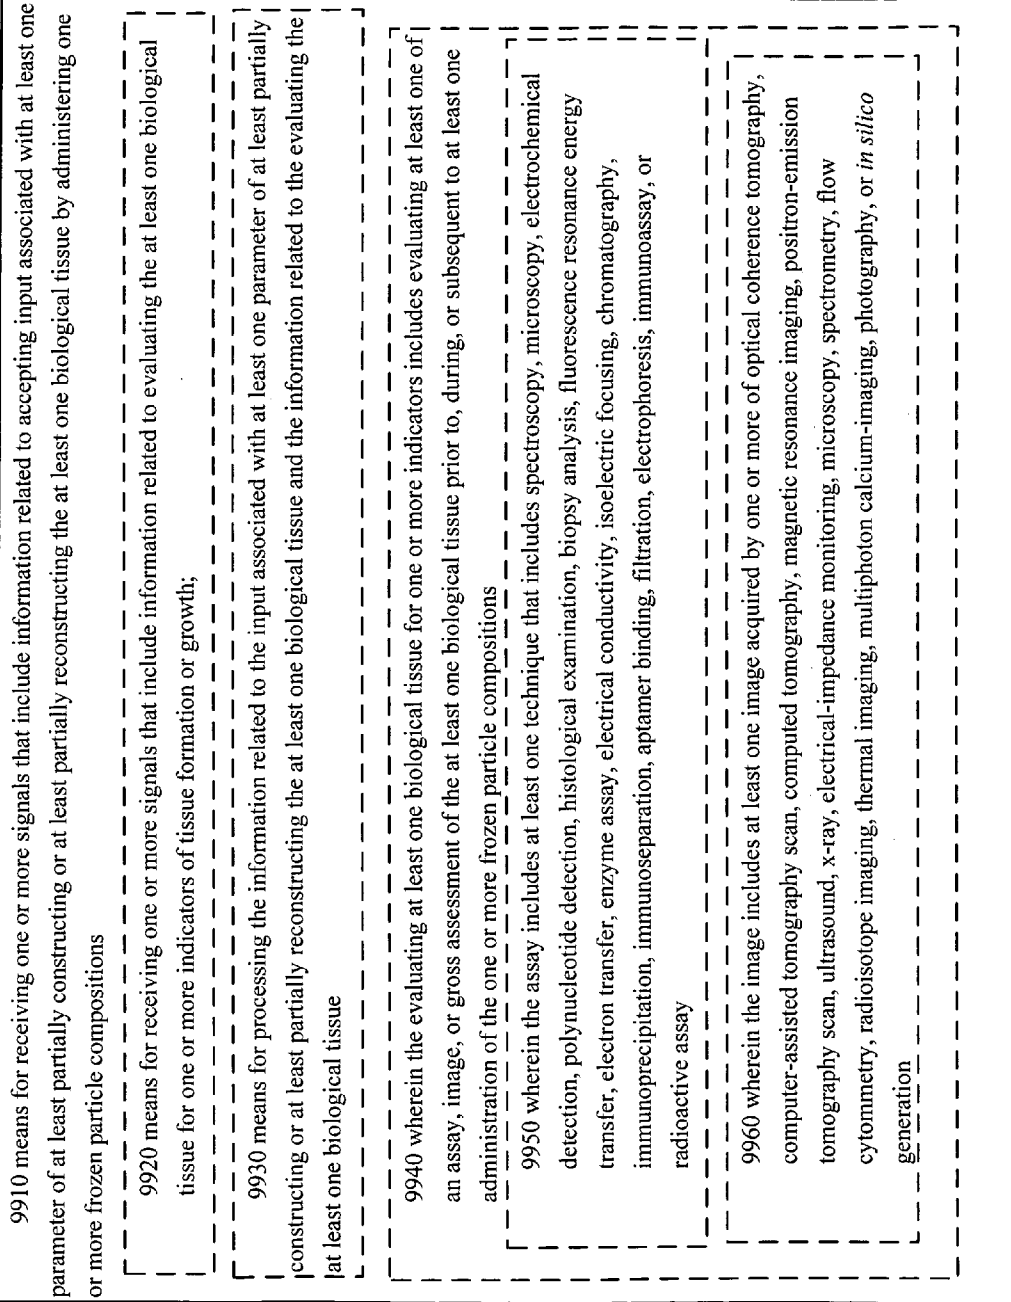 9910 means for receiving one or more signals that include information related to accepting input associated with at least one
parameter of at least partially constructing or at least partially reconstructing the at least one biological tissue by administering one
or more frozen particle compositions
9920 means for receiving one or more signals that include information related to evaluating the at least one biological
tissue for one or more indicators of tissue formation or growth;
9930 means for processing the information related to the input associated with at least one parameter of at least partially
constructing or at least partially reconstructing the at least one biological tissue and the information related to the evaluating the
at least one biological tissue
9940 wherein the evaluating at least one biological tissue for one or more indicators includes evaluating at least one of
an assay, image, or gross assessment of the at least one biological tissue prior to, during, or subsequent to at least one
administration of the one or more frozen particle compositions
9950 wherein the assay includes at least one technique that includes spectroscopy, microscopy, electrochemical
detection, polynucleotide detection, histological examination, biopsy analysis, fluorescence resonance energy
transfer, electron transfer, enzyme assay, electrical conductivity, isoelectric focusing, chromatography,
immunoprecipitation, immunoseparation, aptamer binding, filtration, electrophoresis, immunoassay, or
radioactive assay
9960 wherein the image includes at least one image acquired by one or more of optical coherence tomography,
computer-assisted tomography scan, computed tomography, magnetic resonance imaging, positron-emission
tomography scan, ultrasound, x-ray, electrical-impedance monitoring, microscopy, spectrometry, flow
cytommetry, radioisotope imaging, thermal imaging, multiphoton calcium-imaging, photography, or in silico
generation